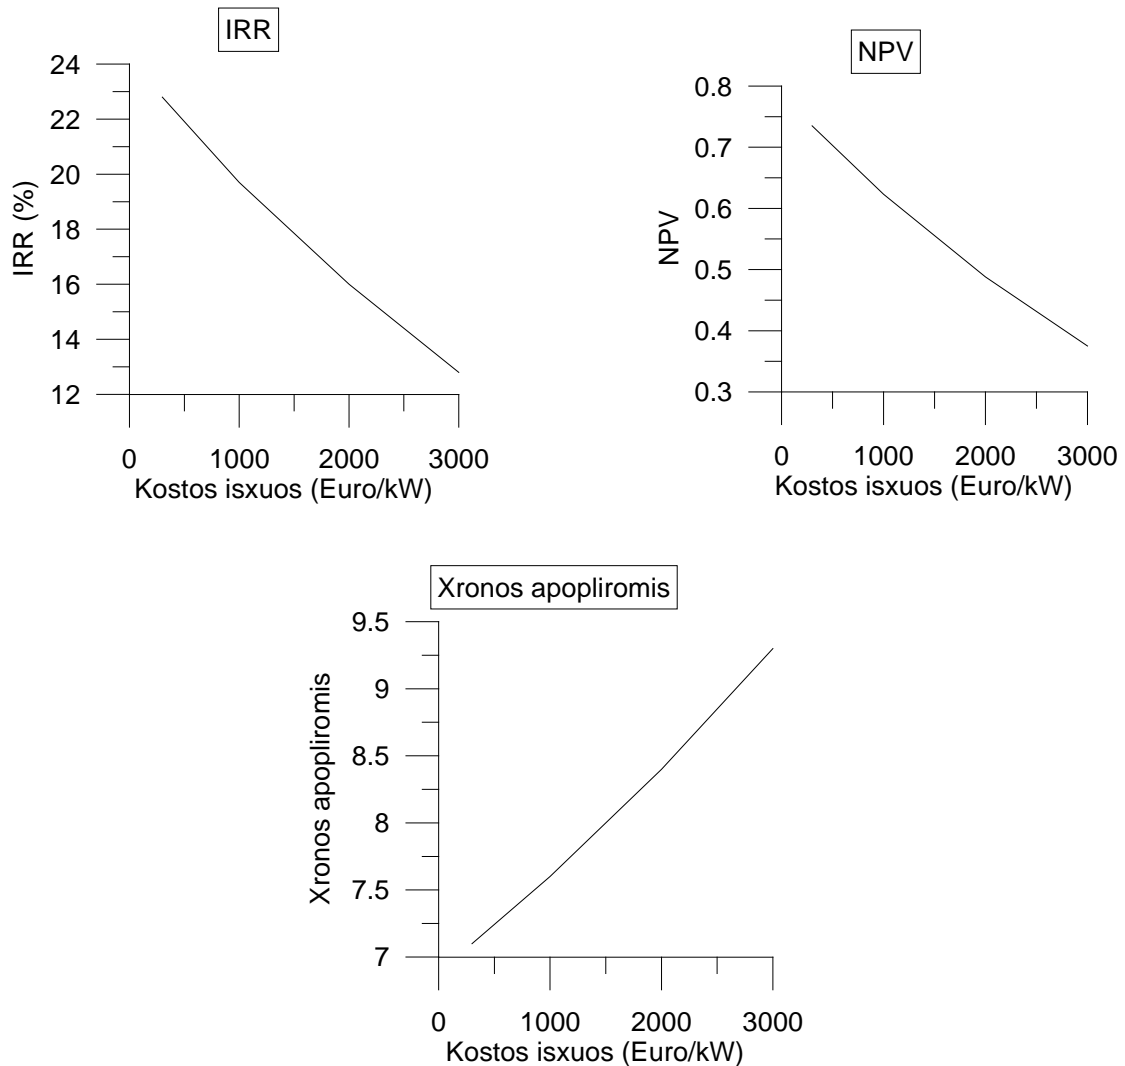 IRR
24
22
20
18
16
14
12
IRR (%)
0 1000 2000 3000
Kostos isxuos (Euro/kW)
NPV
0.8
0.7
0.6
0.5
0.4
0.3
NPV
0 1000 2000 3000
Kostos isxuos (Euro/kW)
Xronos apopliromis
9.5
9
8.5
8
7.5
7
Xronos apopliromis
0 1000 2000 3000
Kostos isxuos (Euro/kW)